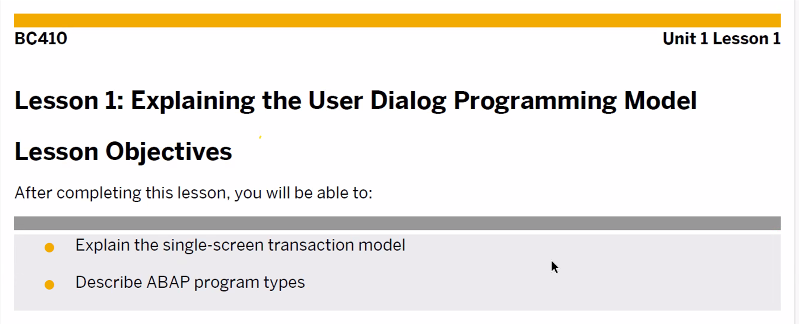 BC410
Unit 1 Lesson 1
Lesson 1: Explaining the User Dialog Programming Model
Lesson Objectives
After completing this lesson, you will be able to:
Explain the single-screen transaction model
Describe ABAP program types